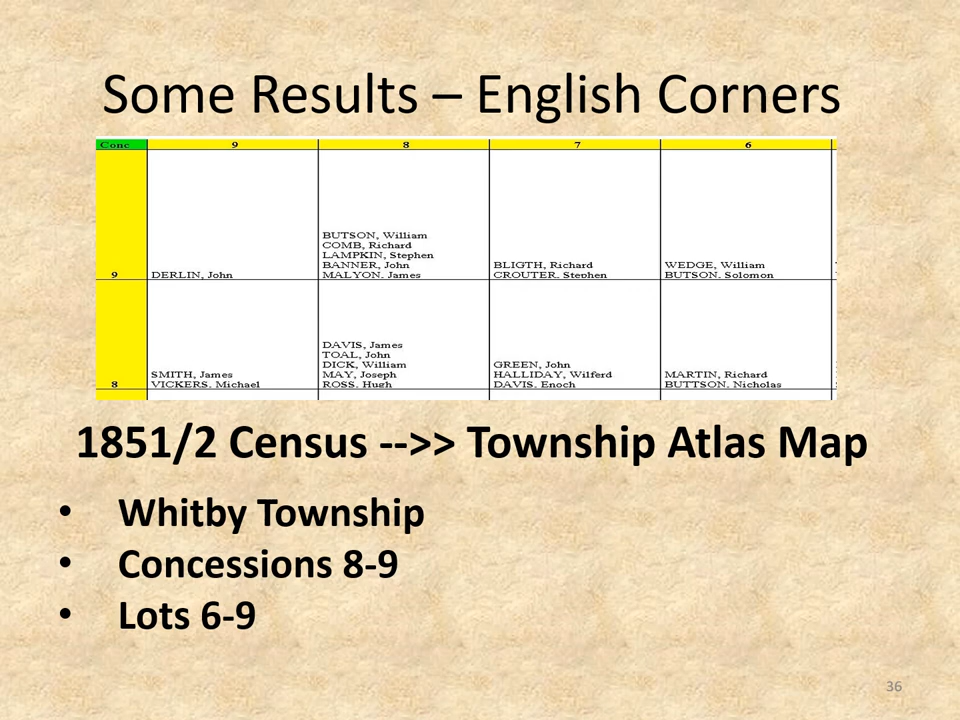 Some Results – English Corners
Conc 9 8 7 6
9
DERLIN, John
BUTSON, William
COMB, Richard
LAMPKIN, Stephen
BANNER, John
MALYON, James
BLIGTH, Richard
CROUTER, Stephen
WEDGE, William
BUTSON, Solomon
8
SMITH, James
VICKERS, Michael
DAVIS, James
TOAL, John
DICK, William
MAY, Joseph
ROSS, Hugh
GREEN, John
HALLIDAY, Wilferd
DAVIS, Enoch
MARTIN, Richard
BUTTSON, Nicholas
1851/2 Census -->> Township Atlas Map
• Whitby Township
• Concessions 8-9
• Lots 6-9
36